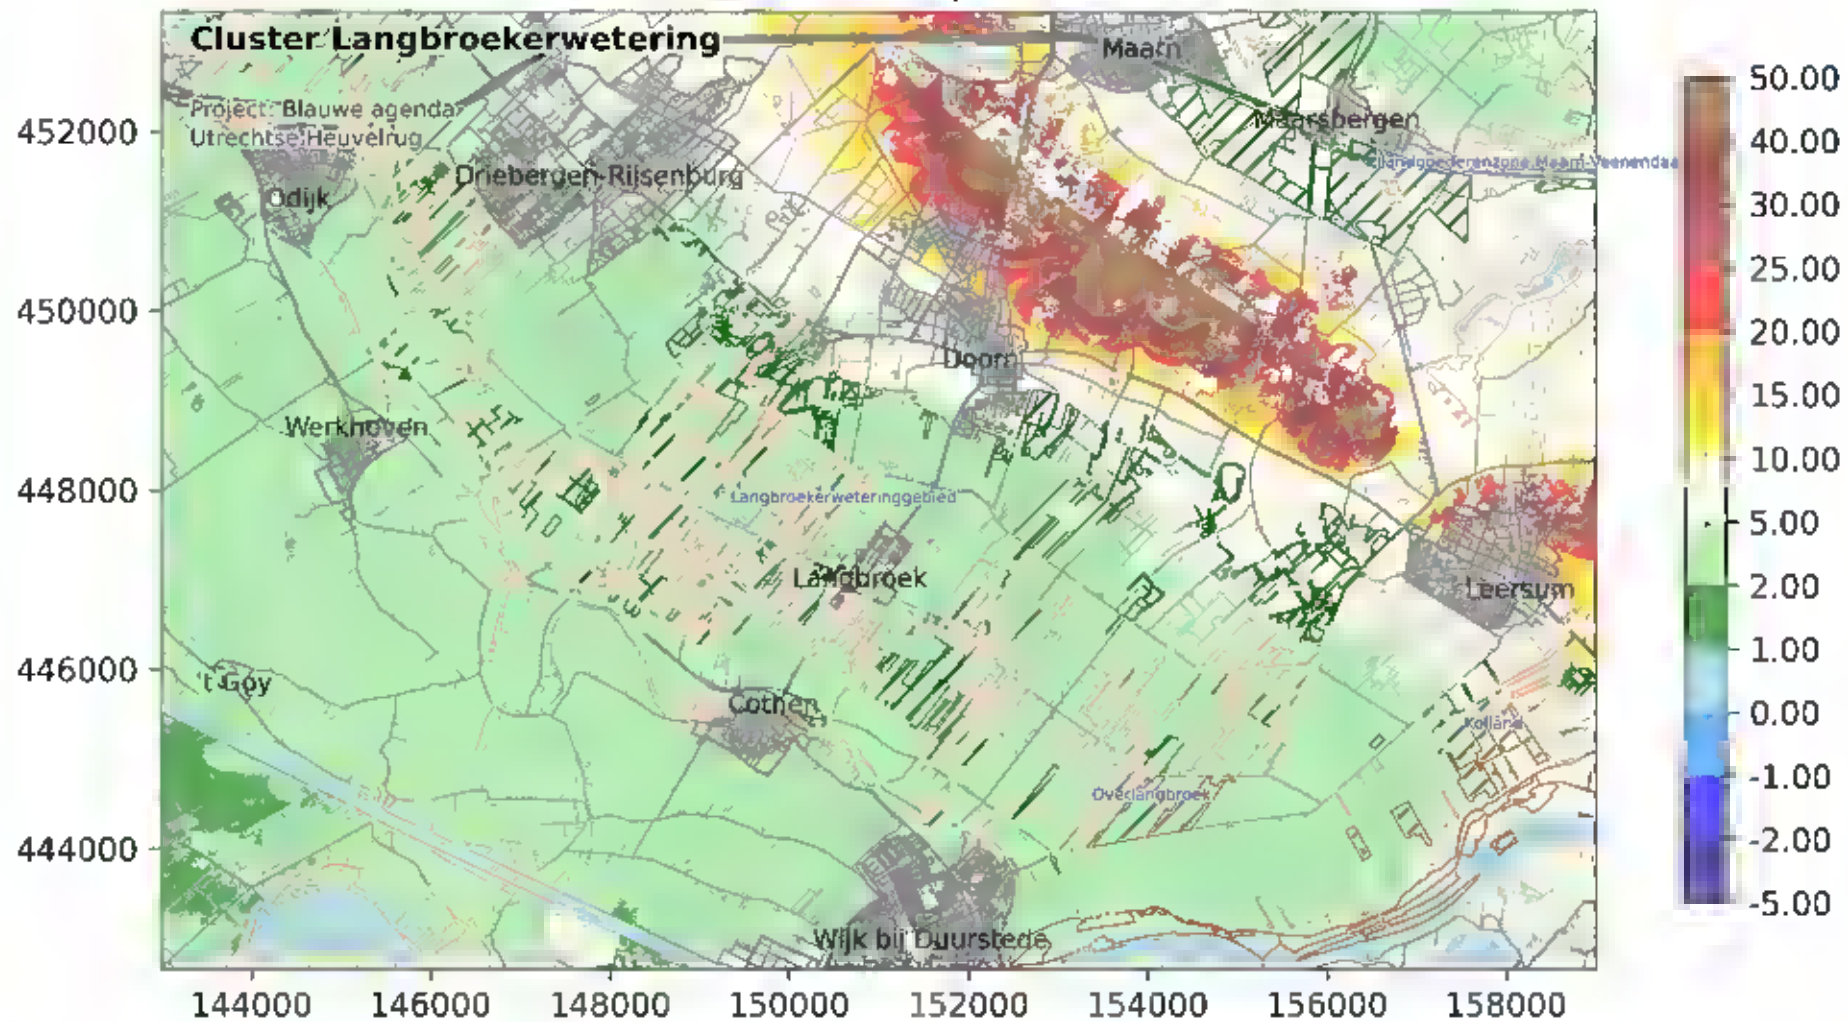 Cluster Langbroekerwetering
Maarn
Project: Blauwe agenda
Utrechtse Heuvelrug
Maarsbergen
Driebergen-Rijsenburg
Odijk
Doorn
Werkhoven
Langbroekerweteringgebied
Langbroek
Leersum
't Goy
Cothen
Kolland
Overlangbroek
Wijk bij Duurstede
452000
450000
448000
446000
444000
144000 146000 148000 150000 152000 154000 156000 158000
50.00
40.00
30.00
25.00
20.00
15.00
10.00
5.00
2.00
1.00
0.00
-1.00
-2.00
-5.00